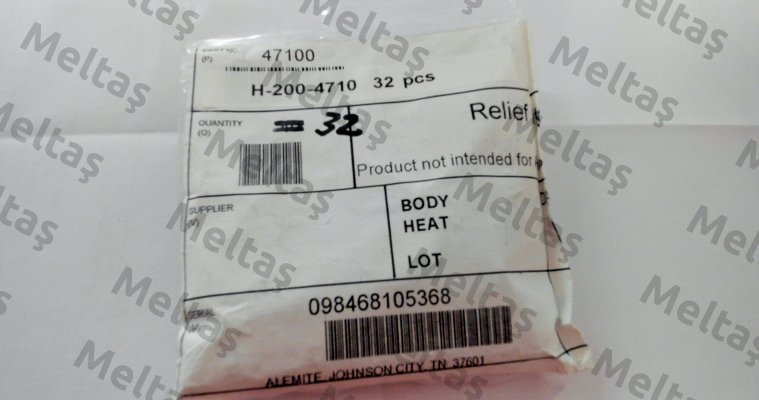 PART NO. 47100
(P)
H-200-4710 32 pcs
QUANTITY 32
(Q)
Relief
Product not intended for
SUPPLIER
(V)
BODY
HEAT
LOT
SERIAL
098468105368
ALEMITE, JOHNSON CITY, TN. 37601
Meltaş